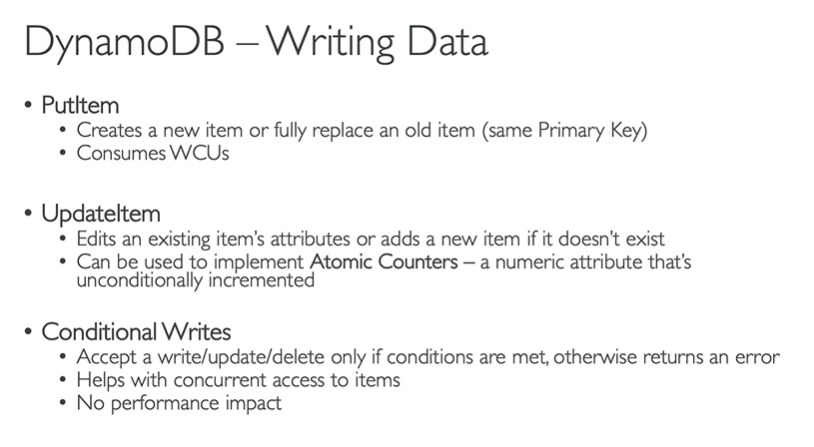 DynamoDB – Writing Data
• PutItem
• Creates a new item or fully replace an old item (same Primary Key)
• Consumes WCUs
• UpdateItem
• Edits an existing item's attributes or adds a new item if it doesn't exist
• Can be used to implement Atomic Counters – a numeric attribute that's
unconditionally incremented
• Conditional Writes
• Accept a write/update/delete only if conditions are met, otherwise returns an error
• Helps with concurrent access to items
• No performance impact